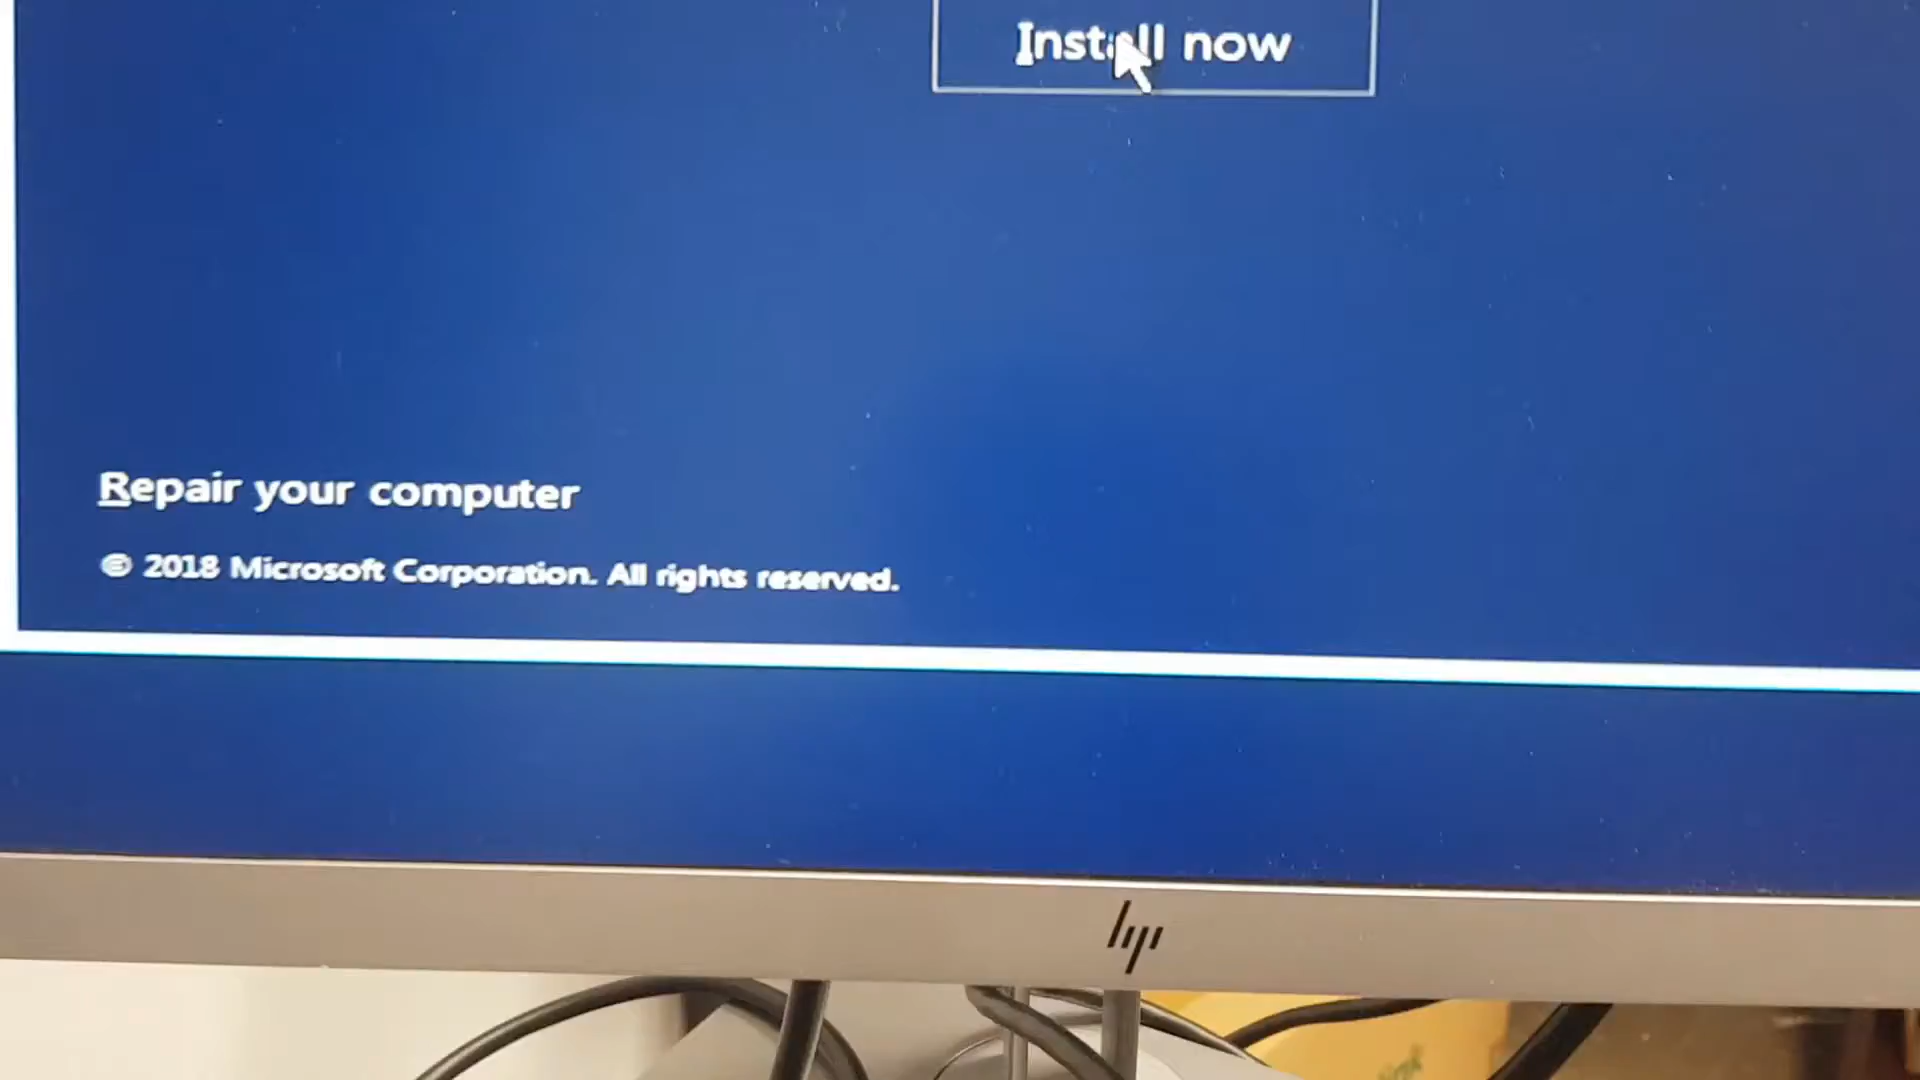 Install now
Repair your computer
© 2018 Microsoft Corporation. All rights reserved.
hp